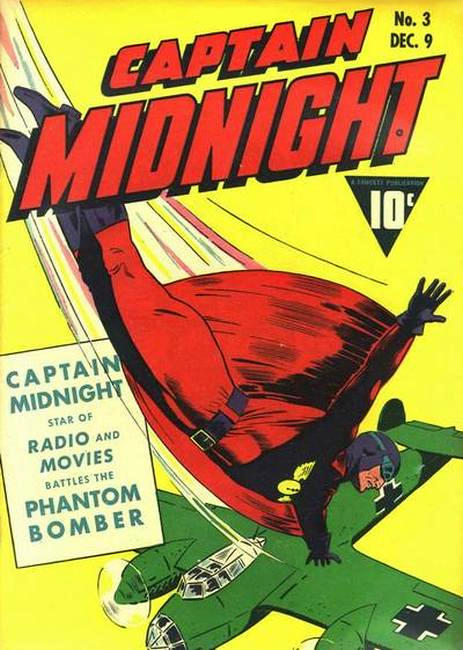 CAPTAIN
MIDNIGHT
No. 3
DEC. 9
A FAWCETT PUBLICATION
10¢
CAPTAIN
MIDNIGHT
STAR OF
RADIO AND
MOVIES
BATTLES THE
PHANTOM
BOMBER